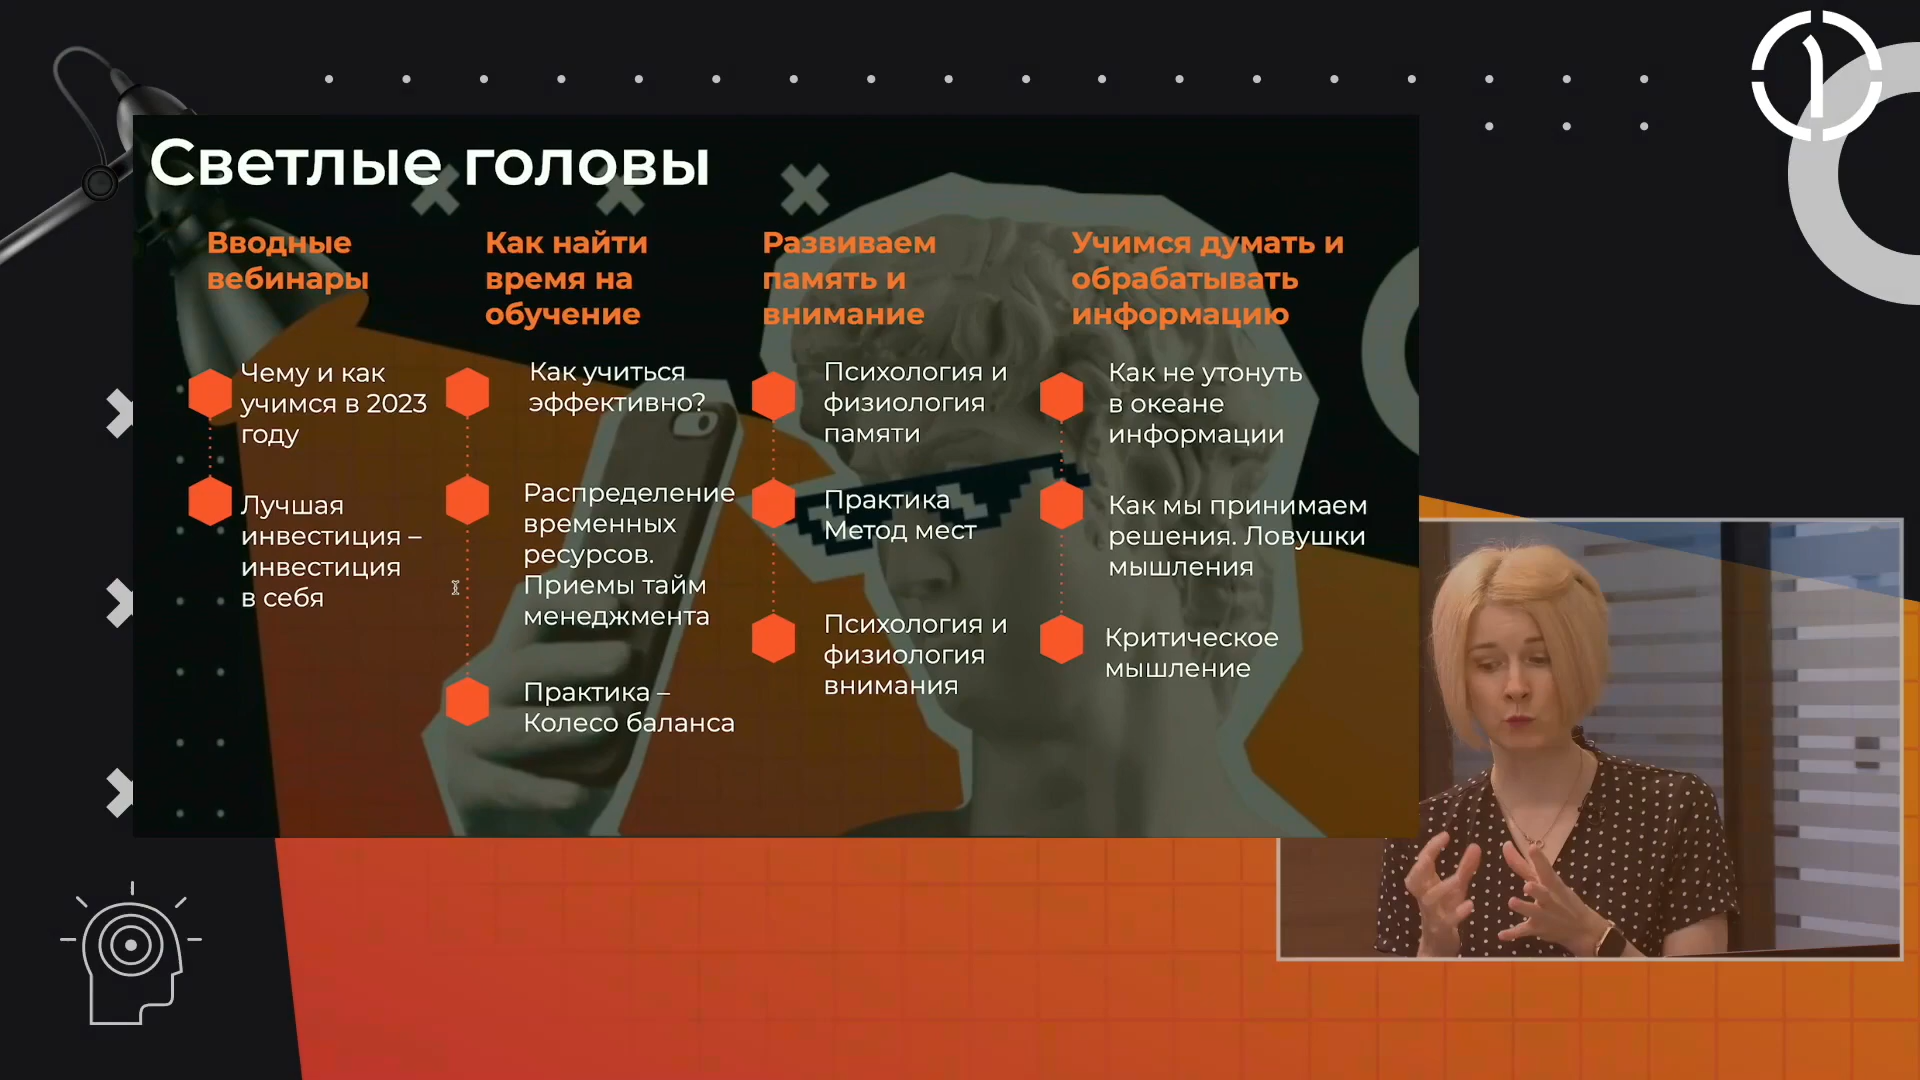 Светлые головы
Вводные
вебинары
Чему и как
учимся в 2023
году
Лучшая
инвестиция –
инвестиция
в себя
Как найти
время на
обучение
Как учиться
эффективно?
Распределение
временных
ресурсов.
Приемы тайм
менеджмента
Практика –
Колесо баланса
Развиваем
память и
внимание
Психология и
физиология
памяти
Практика
Метод мест
Психология и
физиология
внимания
Учимся думать и
обрабатывать
информацию
Как не утонуть
в океане
информации
Как мы принимаем
решения. Ловушки
мышления
Критическое
мышление